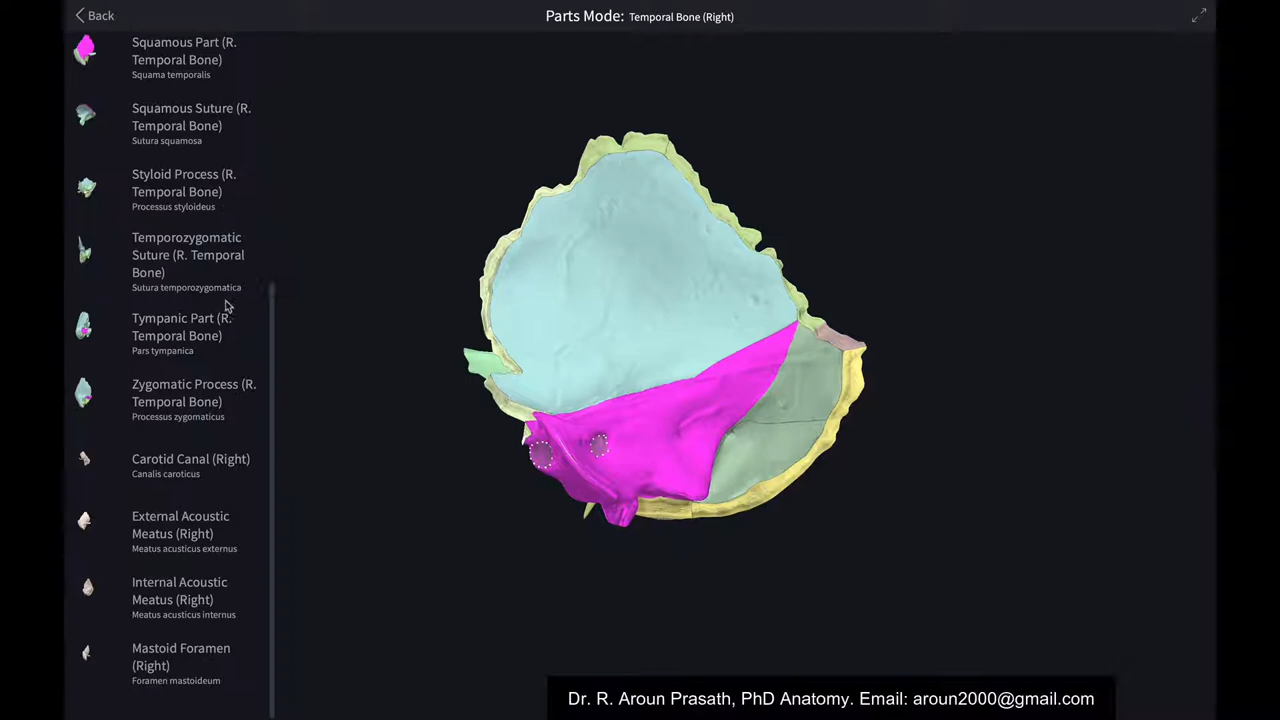 Back
Parts Mode: Temporal Bone (Right)
Squamous Part (R.
Temporal Bone)
Squama temporalis
Squamous Suture (R.
Temporal Bone)
Sutura squamosa
Styloid Process (R.
Temporal Bone)
Processus styloideus
Temporozygomatic
Suture (R. Temporal
Bone)
Sutura temporozygomatica
Tympanic Part (R.
Temporal Bone)
Pars tympanica
Zygomatic Process (R.
Temporal Bone)
Processus zygomaticus
Carotid Canal (Right)
Canalis caroticus
External Acoustic
Meatus (Right)
Meatus acusticus externus
Internal Acoustic
Meatus (Right)
Meatus acusticus internus
Mastoid Foramen
(Right)
Foramen mastoideum
Dr. R. Aroun Prasath, PhD Anatomy. Email: aroun2000@gmail.com